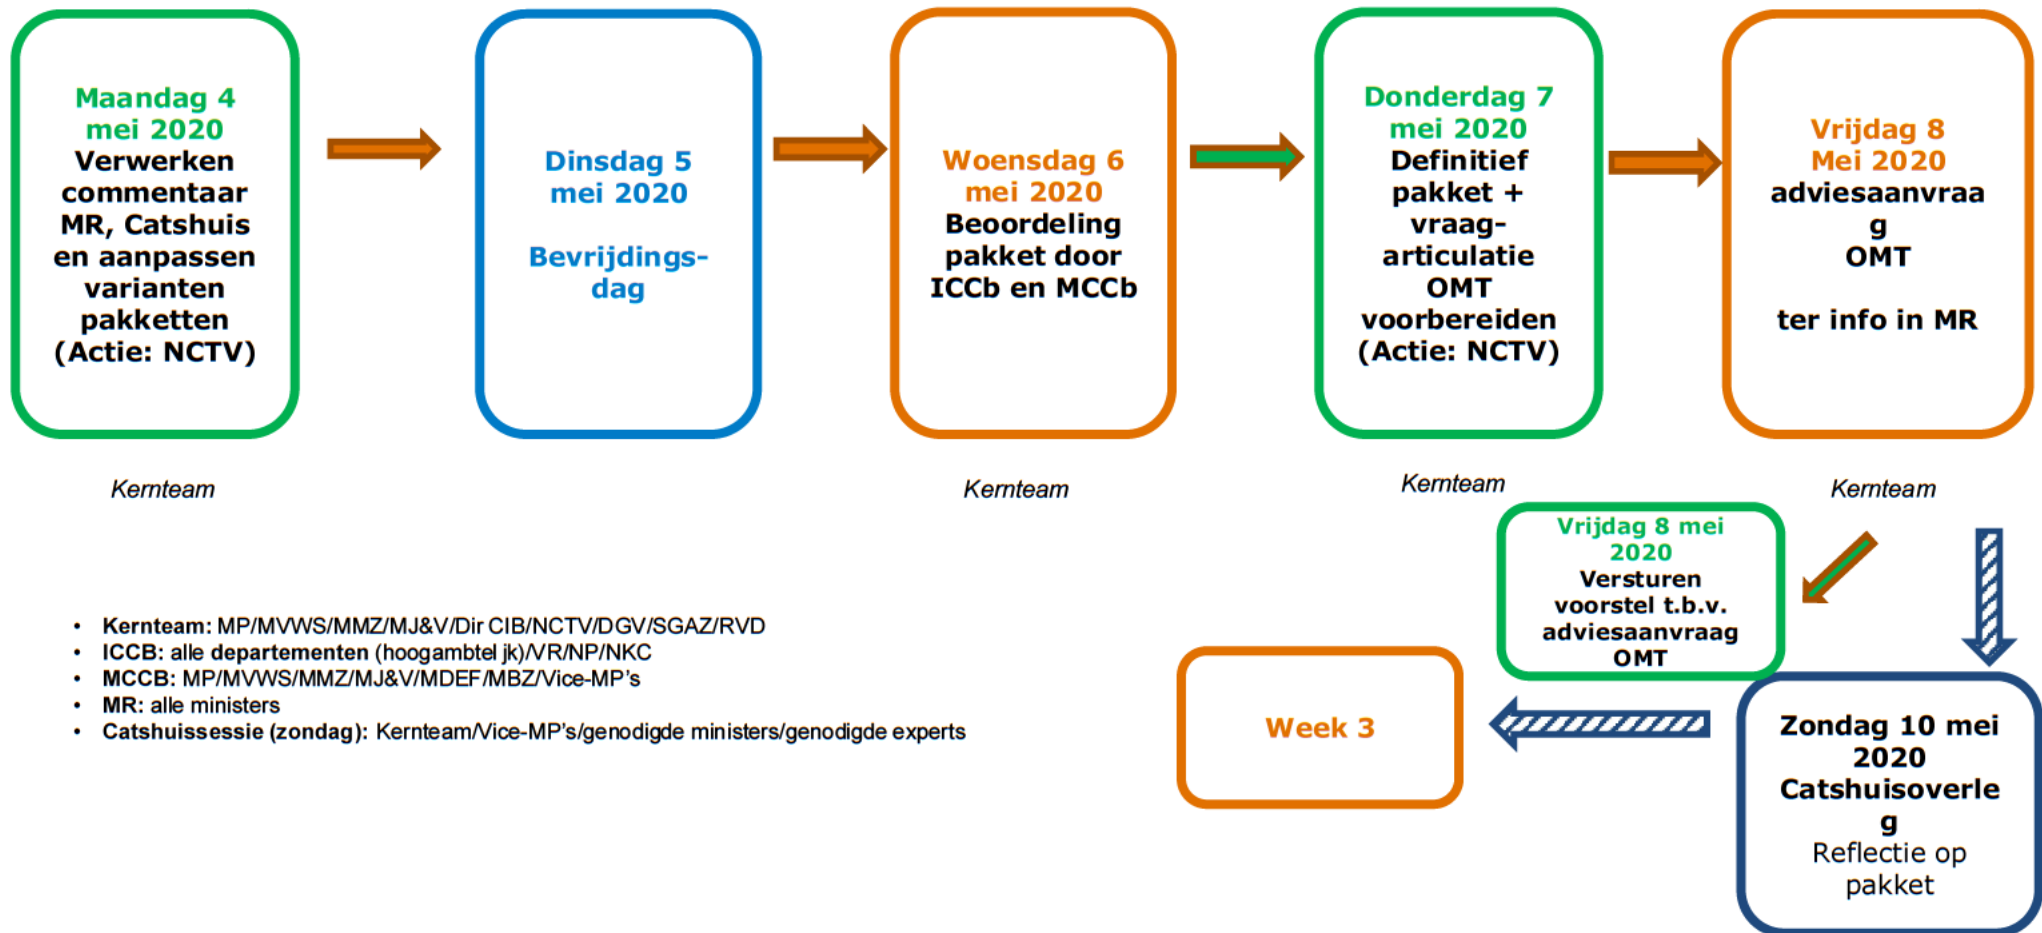 Maandag 4
mei 2020
Verwerken
commentaar
MR, Catshuis
en aanpassen
varianten
pakketten
(Actie: NCTV)
Kernteam
Dinsdag 5
mei 2020
Bevrijdings-
dag
Woensdag 6
mei 2020
Beoordeling
pakket door
ICCb en MCCb
Kernteam
Donderdag 7
mei 2020
Definitief
pakket +
vraag-
articulatie
OMT
voorbereiden
(Actie: NCTV)
Kernteam
Vrijdag 8
Mei 2020
adviesaanvraa
g
OMT
ter info in MR
Kernteam
Vrijdag 8 mei
2020
Versturen
voorstel t.b.v.
adviesaanvraag
OMT
Zondag 10 mei
2020
Catshuisoverle
g
Reflectie op
pakket
Week 3
• Kernteam: MP/MVWS/MMZ/MJ&V/Dir CIB/NCTV/DGV/SGAZ/RVD
• ICCB: alle departementen (hoogambtel jk)/VR/NP/NKC
• MCCB: MP/MVWS/MMZ/MJ&V/MDEF/MBZ/Vice-MP's
• MR: alle ministers
• Catshuissessie (zondag): Kernteam/Vice-MP's/genodigde ministers/genodigde experts